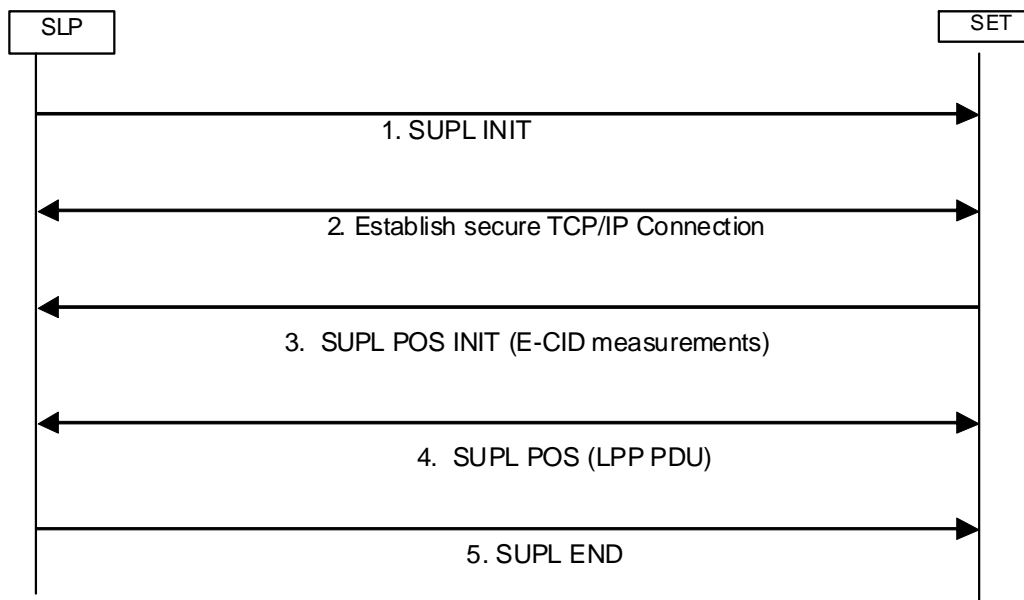 SLP
SET
1. SUPL INIT
2. Establish secure TCP/IP Connection
3. SUPL POS INIT (E-CID measurements)
4. SUPL POS (LPP PDU)
5. SUPL END